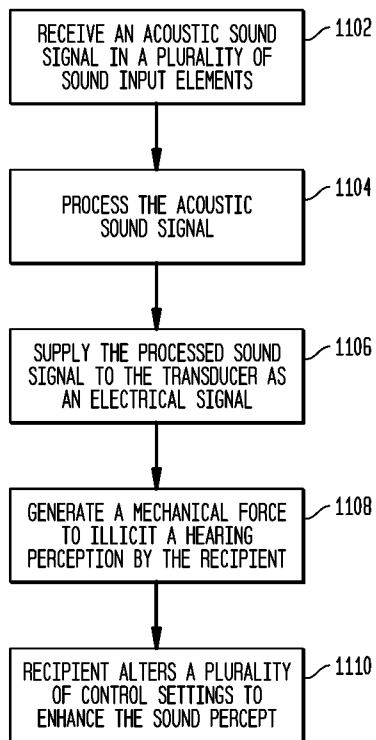 RECEIVE AN ACOUSTIC SOUND
SIGNAL IN A PLURALITY OF
SOUND INPUT ELEMENTS
1102
PROCESS THE ACOUSTIC
SOUND SIGNAL
1104
SUPPLY THE PROCESSED SOUND
SIGNAL TO THE TRANSDUCER AS
AN ELECTRICAL SIGNAL
1106
GENERATE A MECHANICAL FORCE
TO ILLICIT A HEARING
PERCEPTION BY THE RECIPIENT
1108
RECIPIENT ALTERS A PLURALITY
OF CONTROL SETTINGS TO
ENHANCE THE SOUND PERCEPT
1110